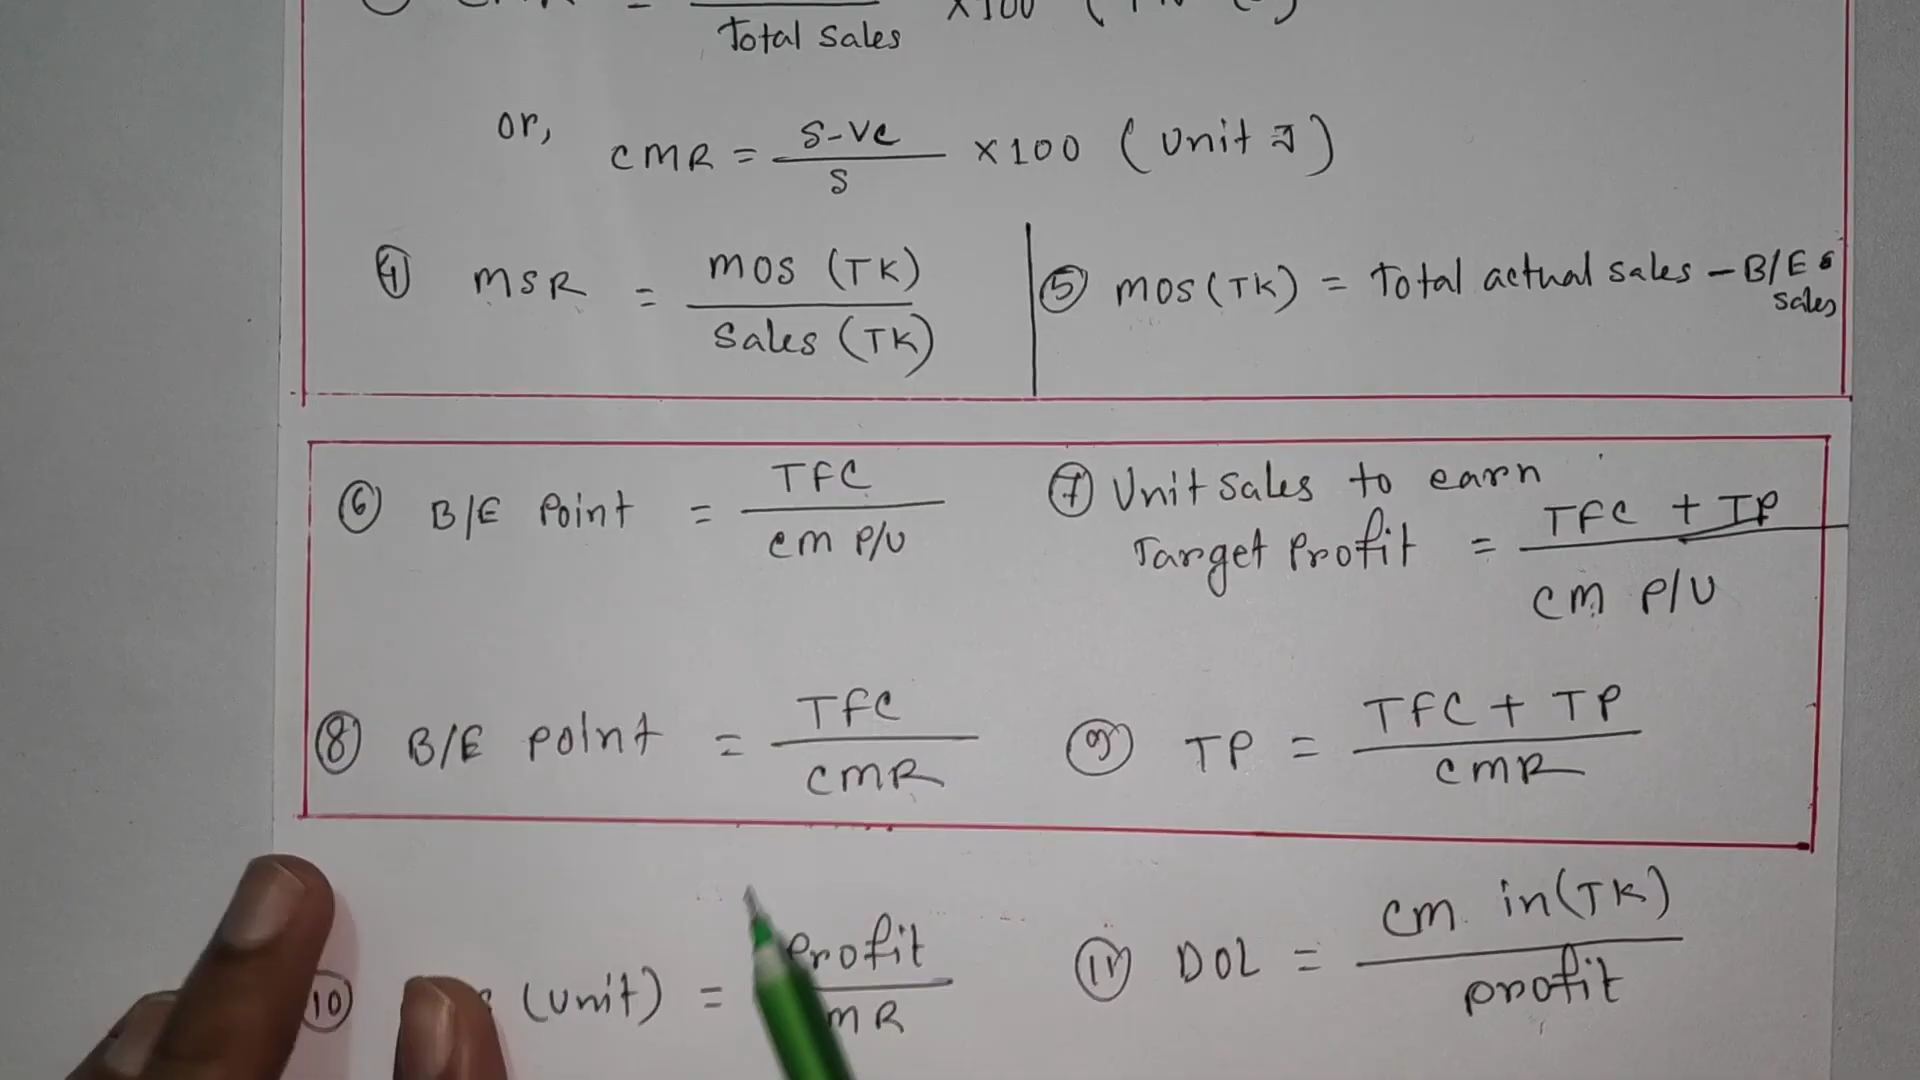 Total sales
or, CMR = S-VC / S × 100 (Unit এ)
④ MSR = MOS (TK) / Sales (TK)
⑤ MOS (TK) = Total actual sales – B/E sales
⑥ B/E Point = TFC / CM P/U
⑦ Unit sales to earn
Target Profit = TFC + TP / CM P/U
⑧ B/E Point = TFC / CMR
⑨ TP = TFC + TP / CMR
⑩ (unit) = Profit / MR
⑪ DOL = CM in (TK) / profit